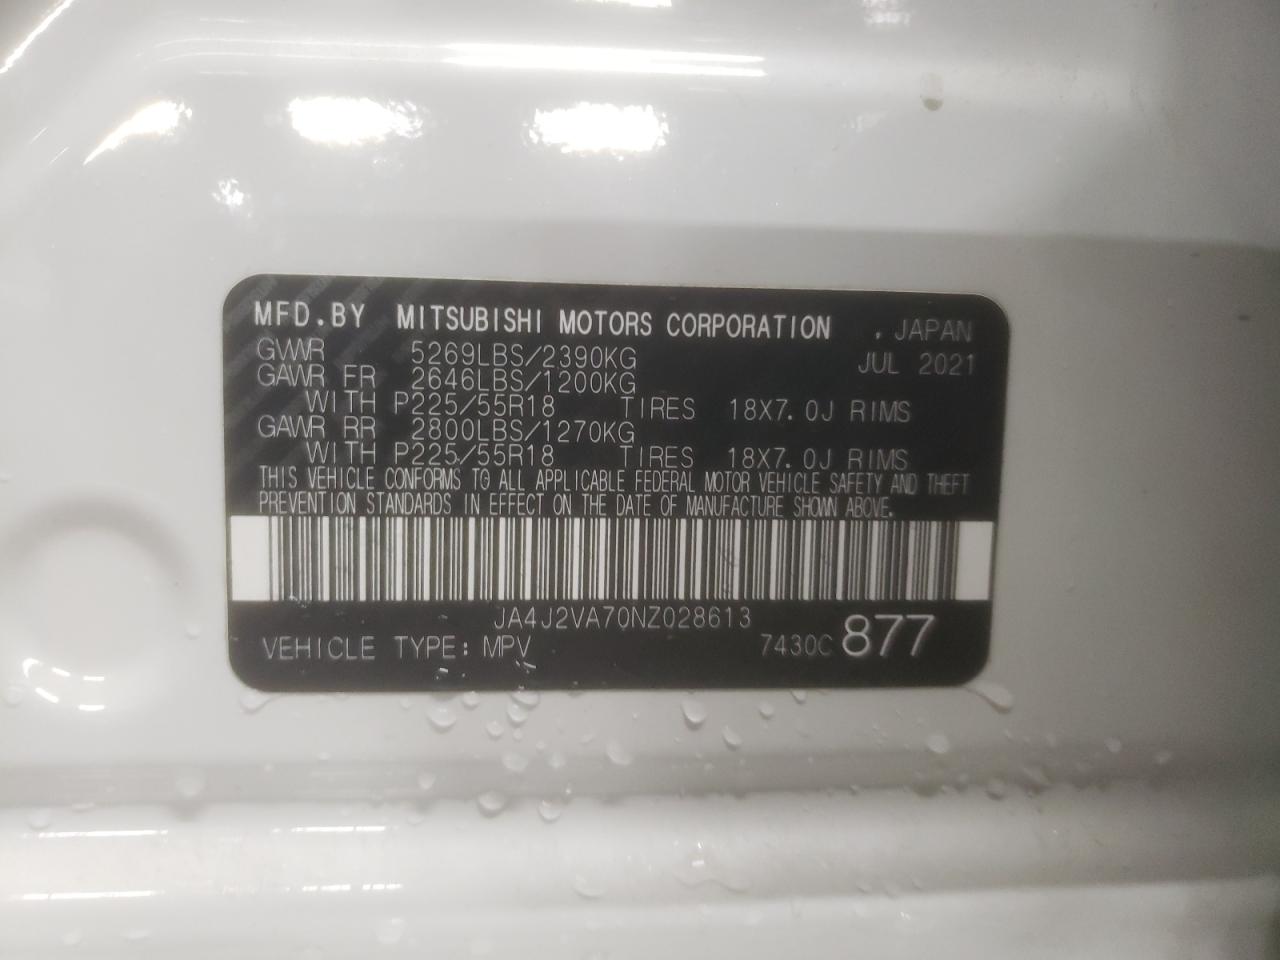 MFD.BY MITSUBISHI MOTORS CORPORATION . JAPAN
GVWR 5269LBS/2390KG JUL 2021
GAWR FR 2646LBS/1200KG
WITH P225/55R18 TIRES 18X7.0J RIMS
GAWR RR 2800LBS/1270KG
WITH P225/55R18 TIRES 18X7.0J RIMS
THIS VEHICLE CONFORMS TO ALL APPLICABLE FEDERAL MOTOR VEHICLE SAFETY AND THEFT
PREVENTION STANDARDS IN EFFECT ON THE DATE OF MANUFACTURE SHOWN ABOVE.
JA4J2VA70NZ028613
VEHICLE TYPE: MPV 7430C 877